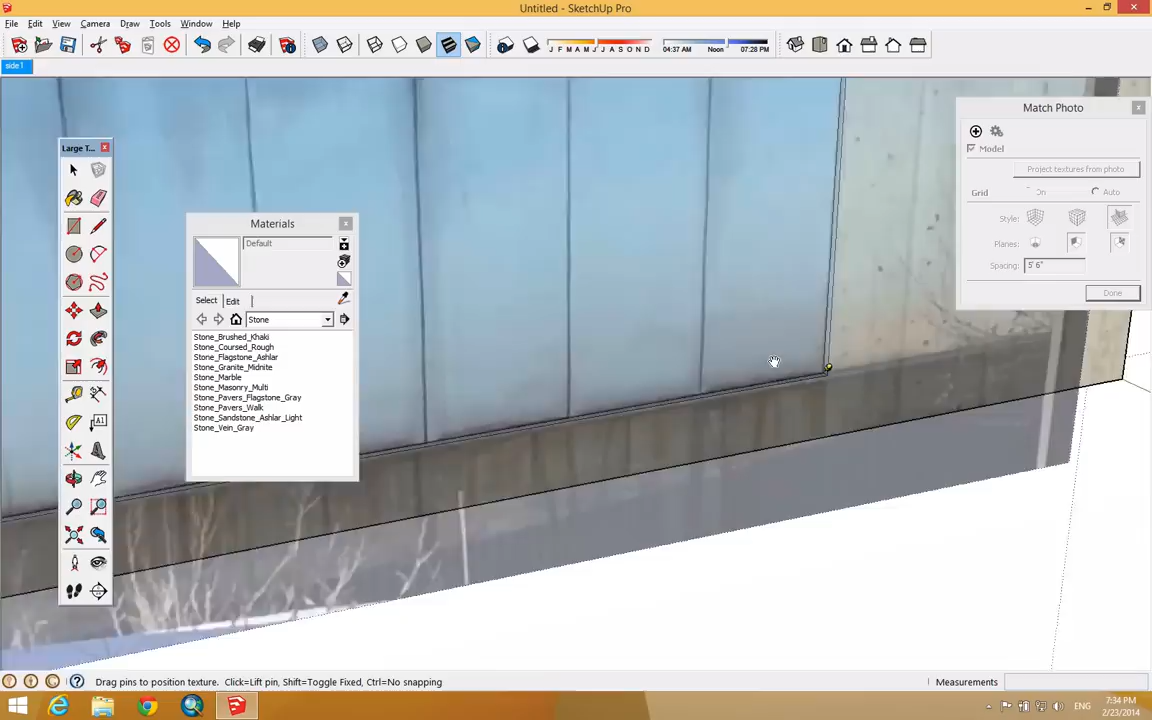 Untitled - SketchUp Pro
File Edit View Camera Draw Tools Window Help
J F M A M J J A S O N D
04:37 AM Noon 07:28 PM
side1
Match Photo
Model
Project textures from photo
Grid On Auto
Style:
Planes:
Spacing: 5' 6"
Done
Large T...
A1
Materials
Default
Select Edit
Stone
Stone_Brushed_Khaki
Stone_Coursed_Rough
Stone_Flagstone_Ashlar
Stone_Granite_Midnite
Stone_Marble
Stone_Masonry_Multi
Stone_Pavers_Flagstone_Gray
Stone_Pavers_Walk
Stone_Sandstone_Ashlar_Light
Stone_Vein_Gray
Drag pins to position texture. Click=Lift pin, Shift=Toggle Fixed, Ctrl=No snapping
Measurements
ENG
7:34 PM
2/23/2014